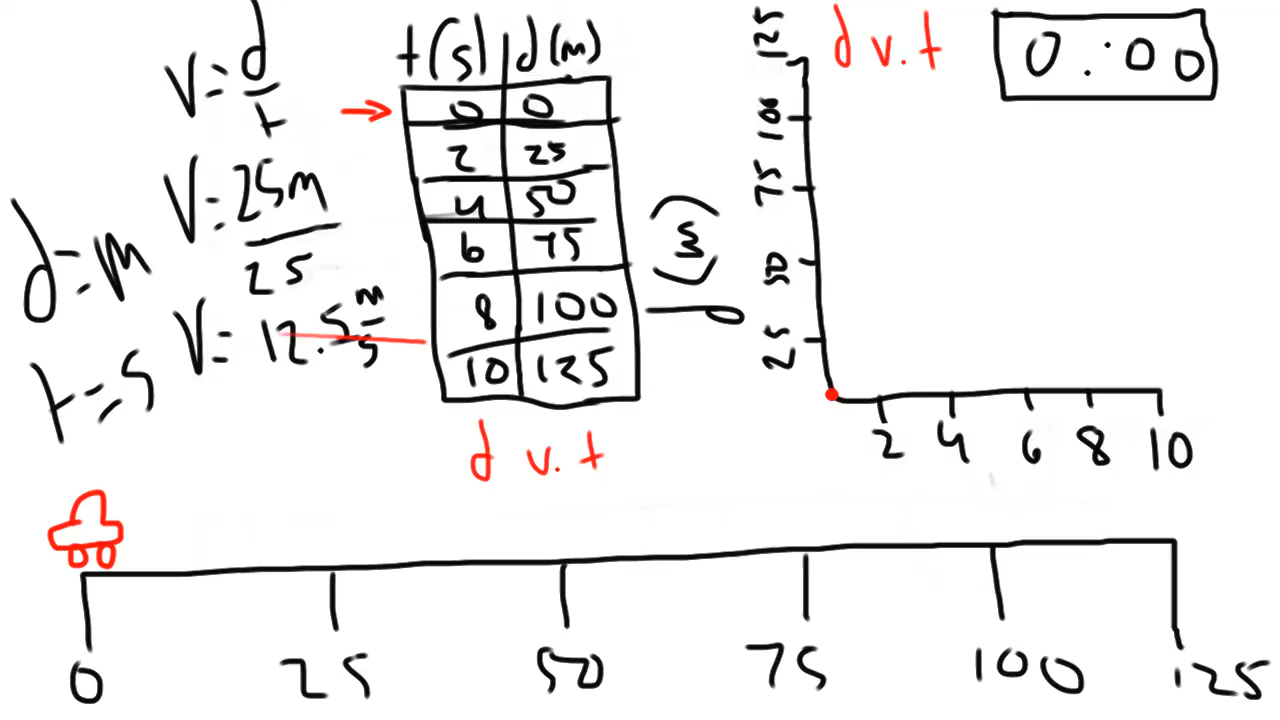 V = d/t
V = 25m/2s
V = 12.5 m/s
d = m
t = s
t(s) d(m)
0 0
2 25
4 50
6 75
8 100
10 125
d v. t
d v. t
0:00
d (m)
125
100
75
50
25
2 4 6 8 10
0 25 50 75 100 125